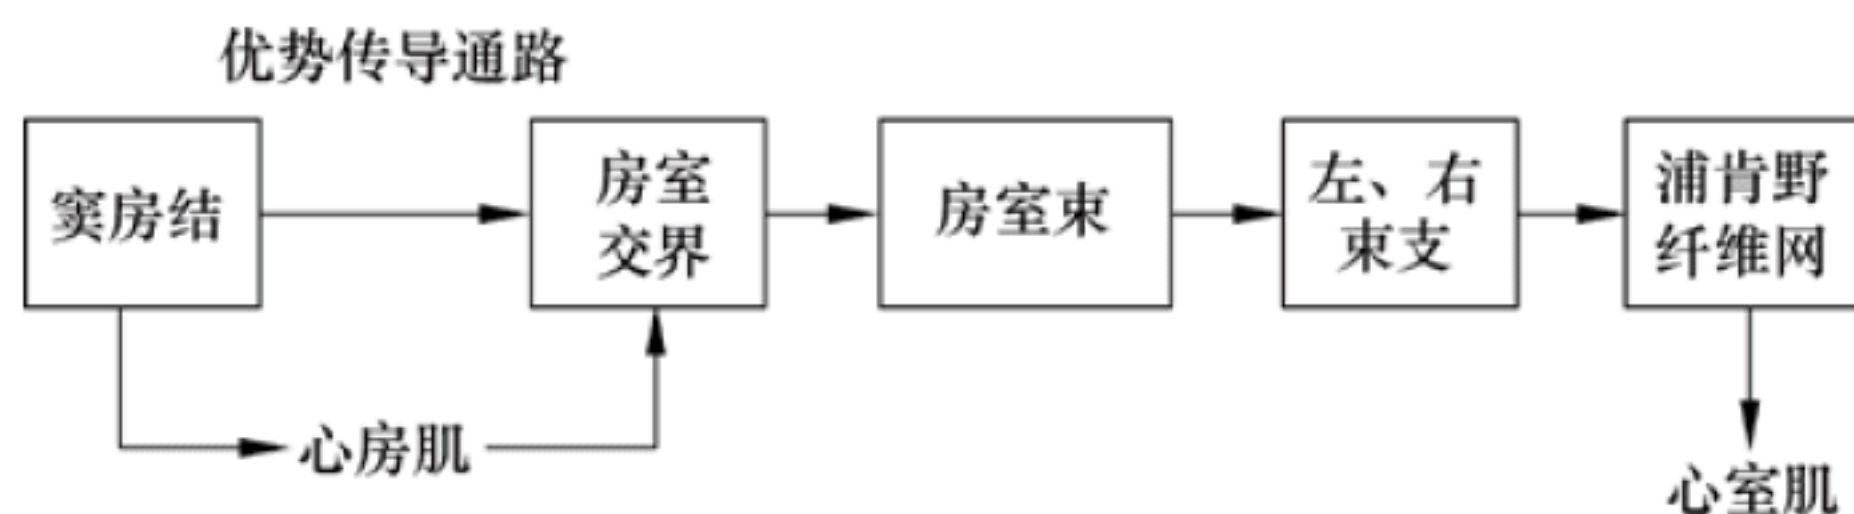 优势传导通路
窦房结
房室
交界
房室束
左、右
束支
浦肯野
纤维网
心房肌
心室肌